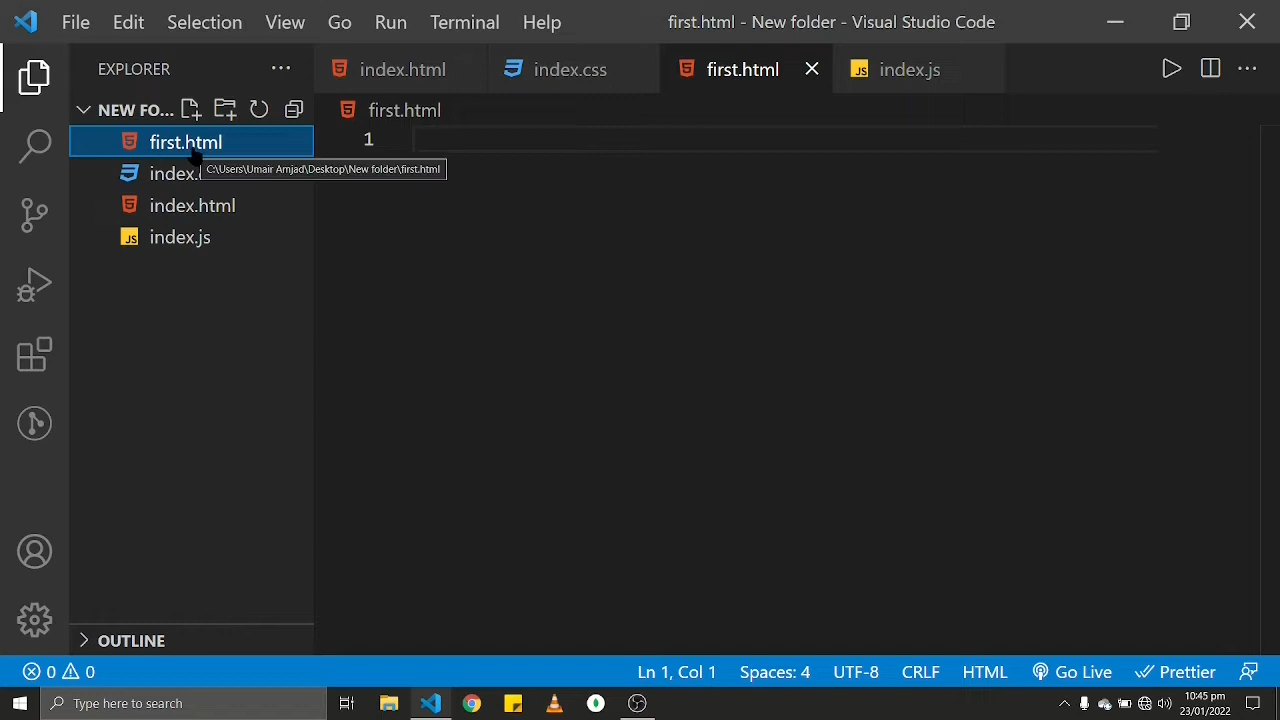 File Edit Selection View Go Run Terminal Help first.html - New folder - Visual Studio Code
EXPLORER
index.html
index.css
first.html
index.js
NEW FO...
first.html
first.html
1
C:\Users\Umair Amjad\Desktop\New folder\first.html
index.
index.html
JS index.js
OUTLINE
0 0
Ln 1, Col 1 Spaces: 4 UTF-8 CRLF HTML Go Live Prettier
Type here to search
10:45 pm
23/01/2022